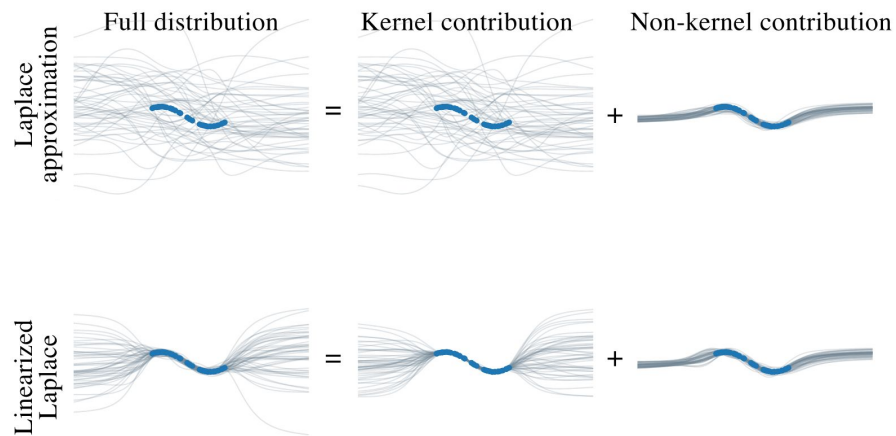 Full distribution
Kernel contribution
Non-kernel contribution
Laplace
approximation
=
+
Linearized
Laplace
=
+